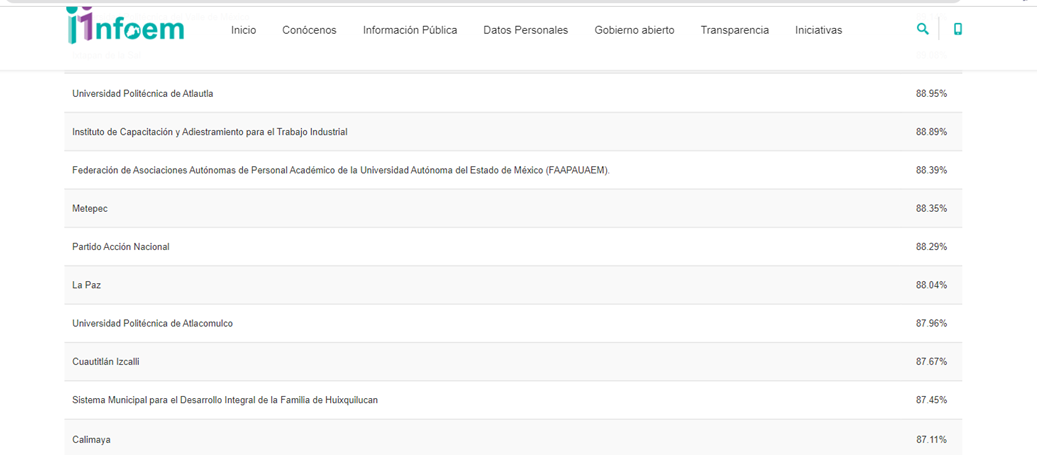 infoem
Inicio Conócenos Información Pública Datos Personales Gobierno abierto Transparencia Iniciativas
Universidad Politécnica de Atlautla 88.95%
Instituto de Capacitación y Adiestramiento para el Trabajo Industrial 88.89%
Federación de Asociaciones Autónomas de Personal Académico de la Universidad Autónoma del Estado de México (FAAPAUAEM). 88.39%
Metepec 88.35%
Partido Acción Nacional 88.29%
La Paz 88.04%
Universidad Politécnica de Atlacomulco 87.96%
Cuautitlán Izcalli 87.67%
Sistema Municipal para el Desarrollo Integral de la Familia de Huixquilucan 87.45%
Calimaya 87.11%